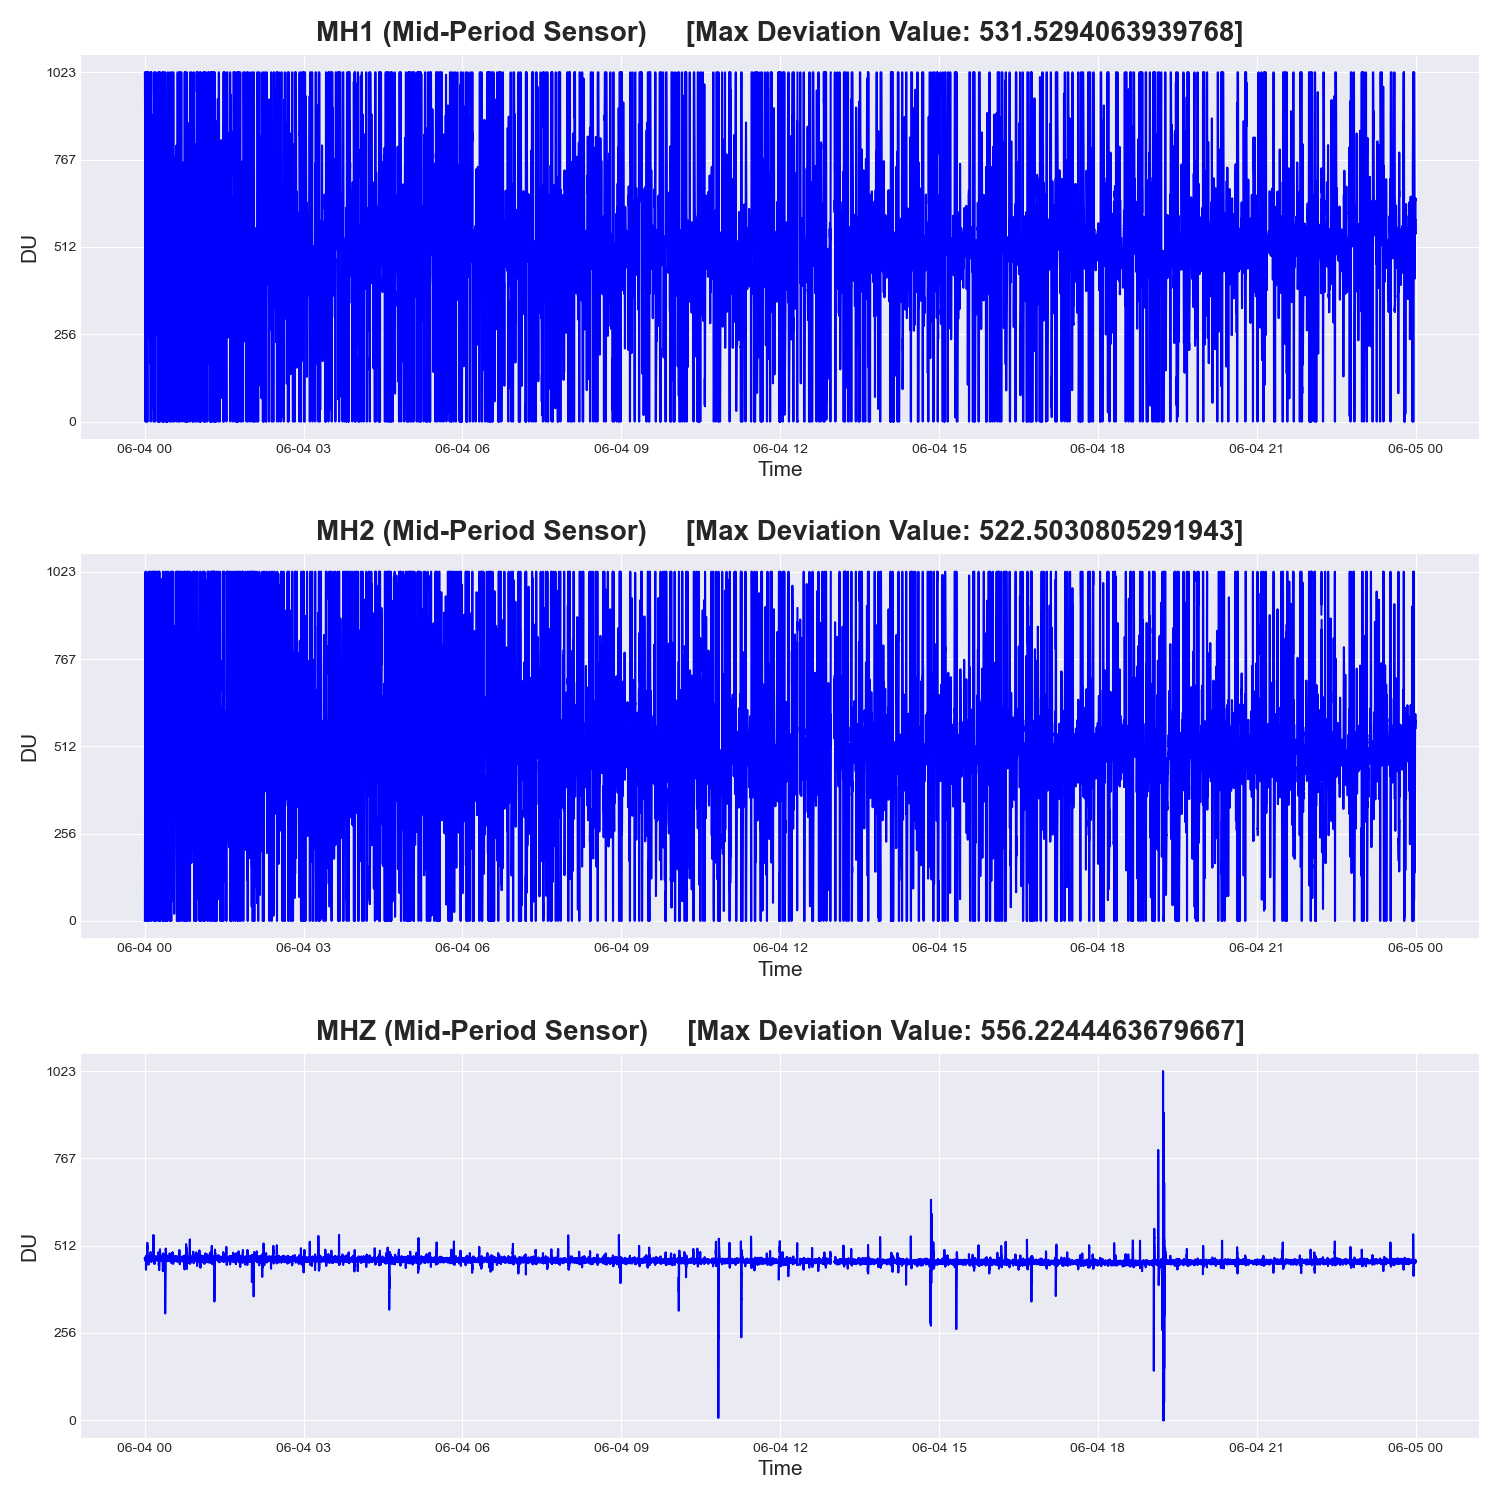 MH1 (Mid-Period Sensor) [Max Deviation Value: 531.5294063939768]
1023
767
512
256
0
DU
06-04 00 06-04 03 06-04 06 06-04 09 06-04 12 06-04 15 06-04 18 06-04 21 06-05 00
Time
MH2 (Mid-Period Sensor) [Max Deviation Value: 522.5030805291943]
1023
767
512
256
0
DU
06-04 00 06-04 03 06-04 06 06-04 09 06-04 12 06-04 15 06-04 18 06-04 21 06-05 00
Time
MHZ (Mid-Period Sensor) [Max Deviation Value: 556.2244463679667]
1023
767
512
256
0
DU
06-04 00 06-04 03 06-04 06 06-04 09 06-04 12 06-04 15 06-04 18 06-04 21 06-05 00
Time